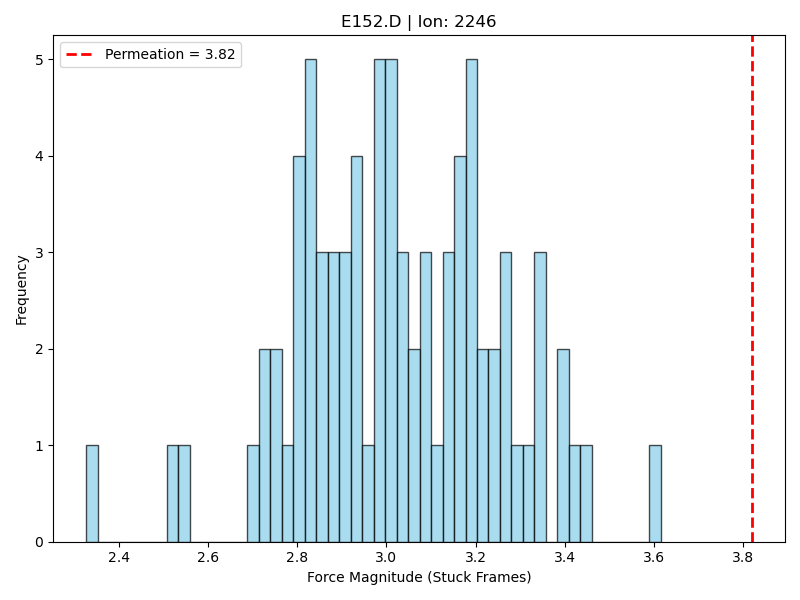 E152.D | Ion: 2246
Permeation = 3.82
5
4
3
2
1
0
Frequency
2.4 2.6 2.8 3.0 3.2 3.4 3.6 3.8
Force Magnitude (Stuck Frames)